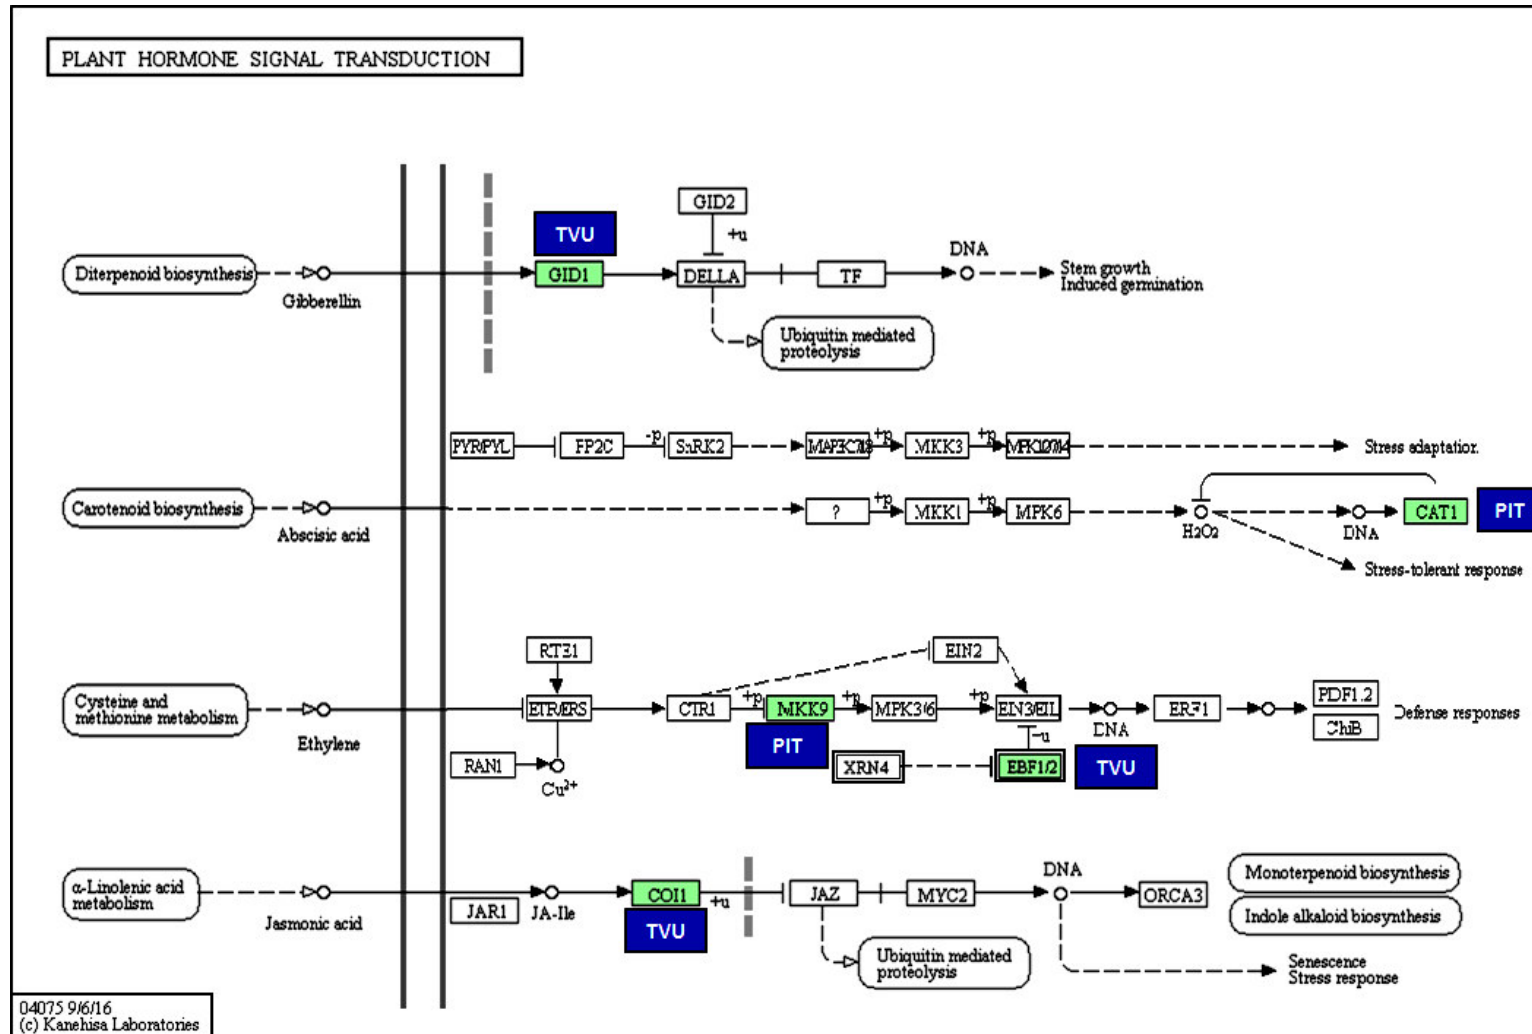 PLANT HORMONE SIGNAL TRANSDUCTION
TVU
GID2
+u
Diterpenoid biosynthesis
Gibberellin
GID1
DELLA
TF
DNA
Stem growth
Induced germination
Ubiquitin mediated
proteolysis
PYR/PYL
PP2C
-p
SnRK2
+p
MKK3
+p
Stress adaptation
Carotenoid biosynthesis
Abscisic acid
?
+p
MKK1
+p
MPK6
H2O2
DNA
CAT1
PIT
Stress-tolerant response
RTE1
EIN2
Cysteine and
methionine metabolism
Ethylene
ETR/ERS
CTR1
+p
MKK9
+p
MPK3/6
+p
EIN3/EIL
DNA
ERF1
PDF1.2
ChiB
Defense responses
PIT
-u
RAN1
Cu2+
XRN4
EBF1/2
TVU
α-Linolenic acid
metabolism
Jasmonic acid
JAR1
JA-Ile
COI1
+u
TVU
JAZ
MYC2
DNA
ORCA3
Monoterpenoid biosynthesis
Indole alkaloid biosynthesis
Ubiquitin mediated
proteolysis
Senescence
Stress response
04075 9/6/16
(c) Kanehisa Laboratories